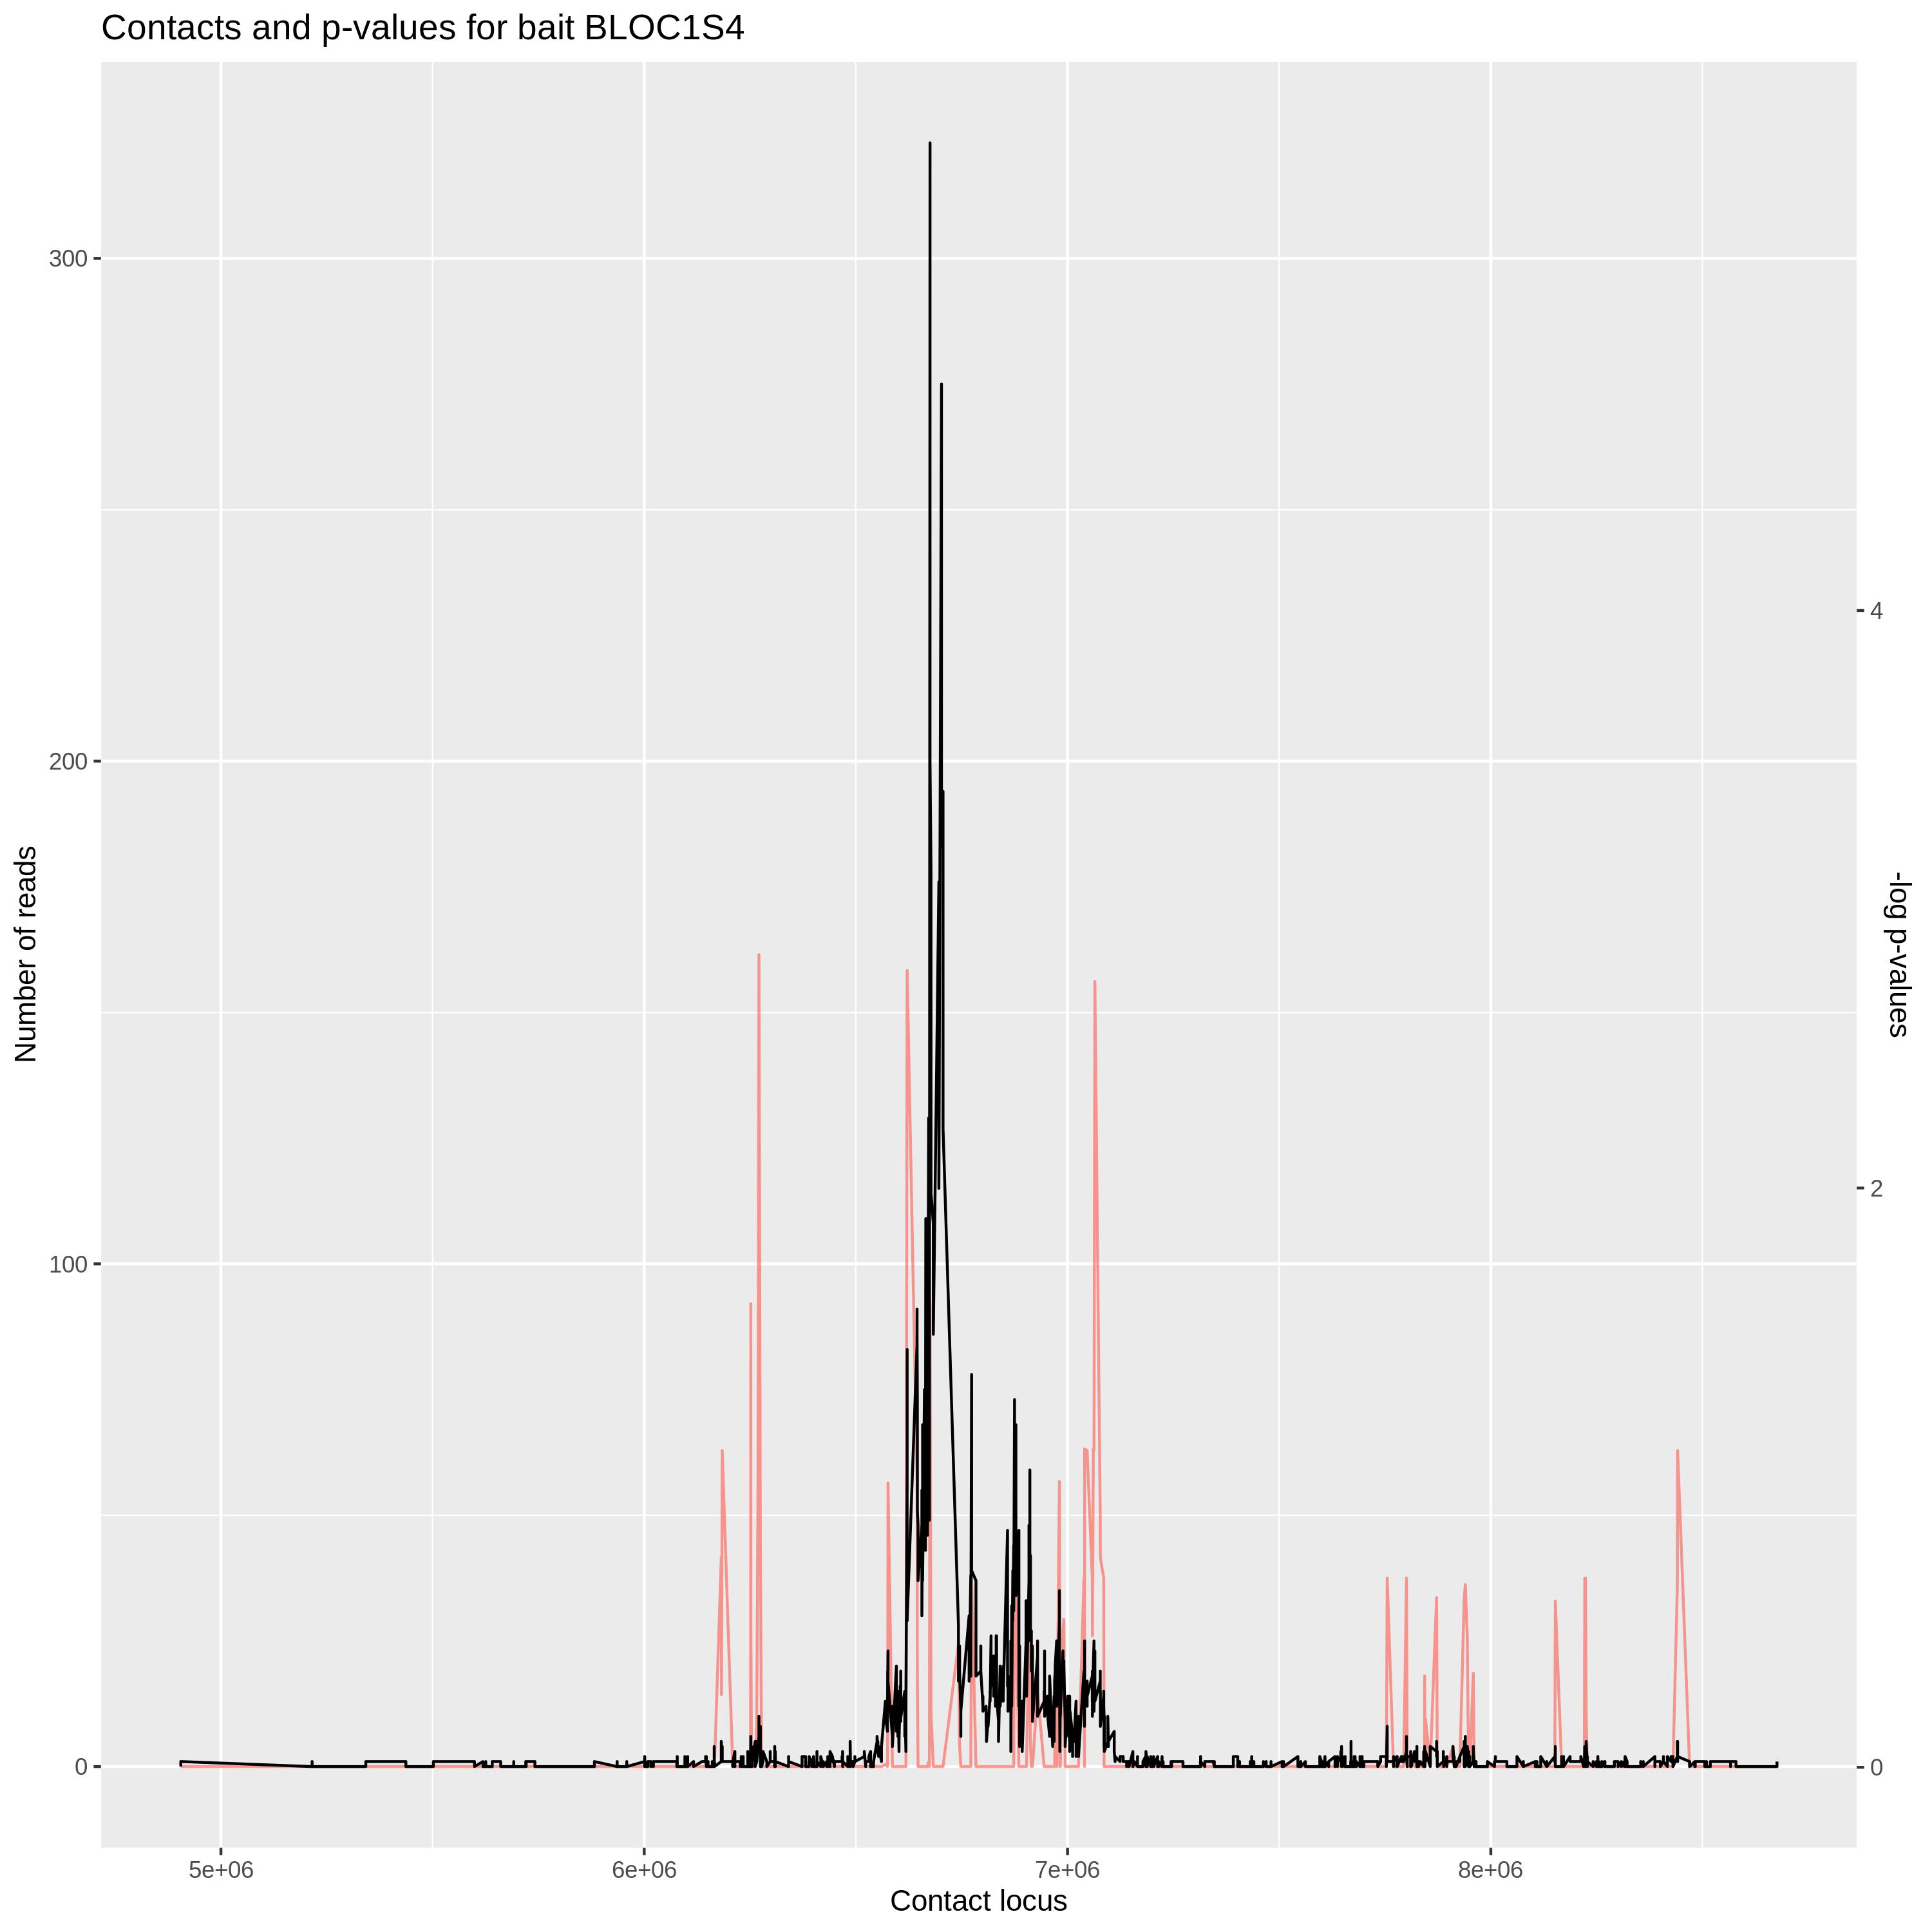 Contacts and p-values for bait BLOC1S4
300
200
100
0
Number of reads
4
2
0
-log p-values
5e+06
6e+06
7e+06
8e+06
Contact locus